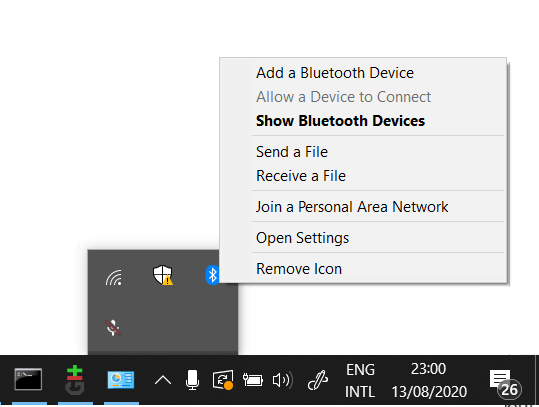 Add a Bluetooth Device
Allow a Device to Connect
Show Bluetooth Devices
Send a File
Receive a File
Join a Personal Area Network
Open Settings
Remove Icon
ENG
INTL
23:00
13/08/2020
26